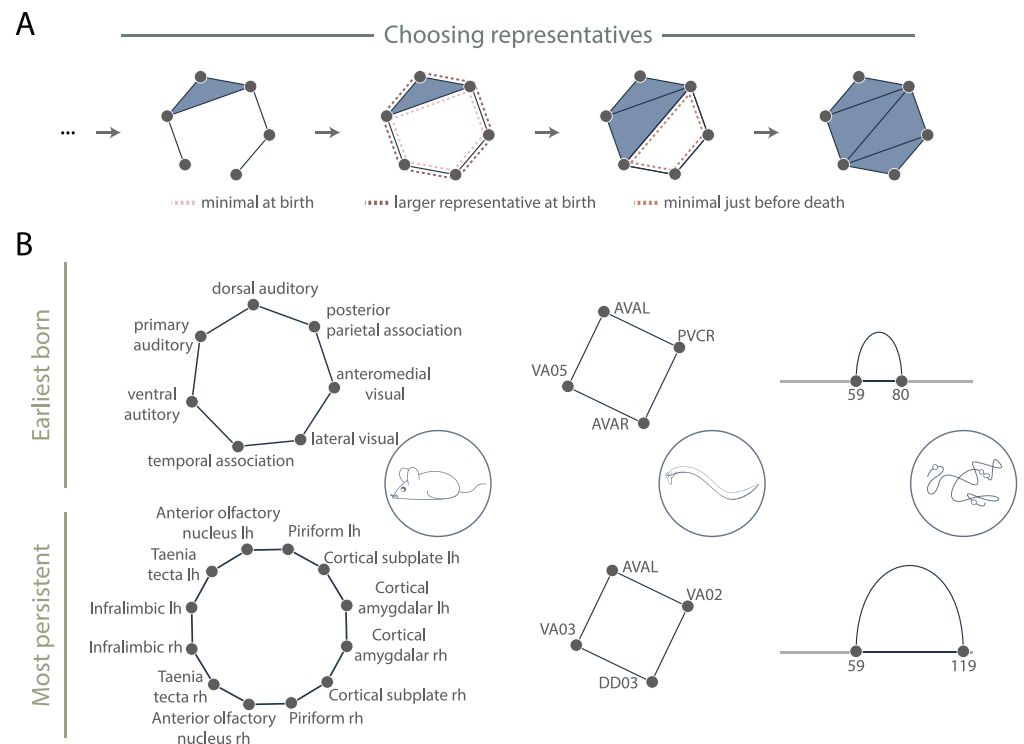 A
Choosing representatives
...
minimal at birth
larger representative at birth
minimal just before death
B
Earliest born
dorsal auditory
posterior
parietal association
primary
auditory
anteromedial
visual
ventral
autitory
lateral visual
temporal association
AVAL
PVCR
VA05
AVAR
59
80
Most persistent
Anterior olfactory
nucleus lh
Piriform lh
Taenia
tecta lh
Cortical subplate lh
Cortical
amygdalar lh
Infralimbic lh
Infralimbic rh
Cortical
amygdalar rh
Taenia
tecta rh
Cortical subplate rh
Anterior olfactory
nucleus rh
Piriform rh
AVAL
VA02
VA03
DD03
59
119